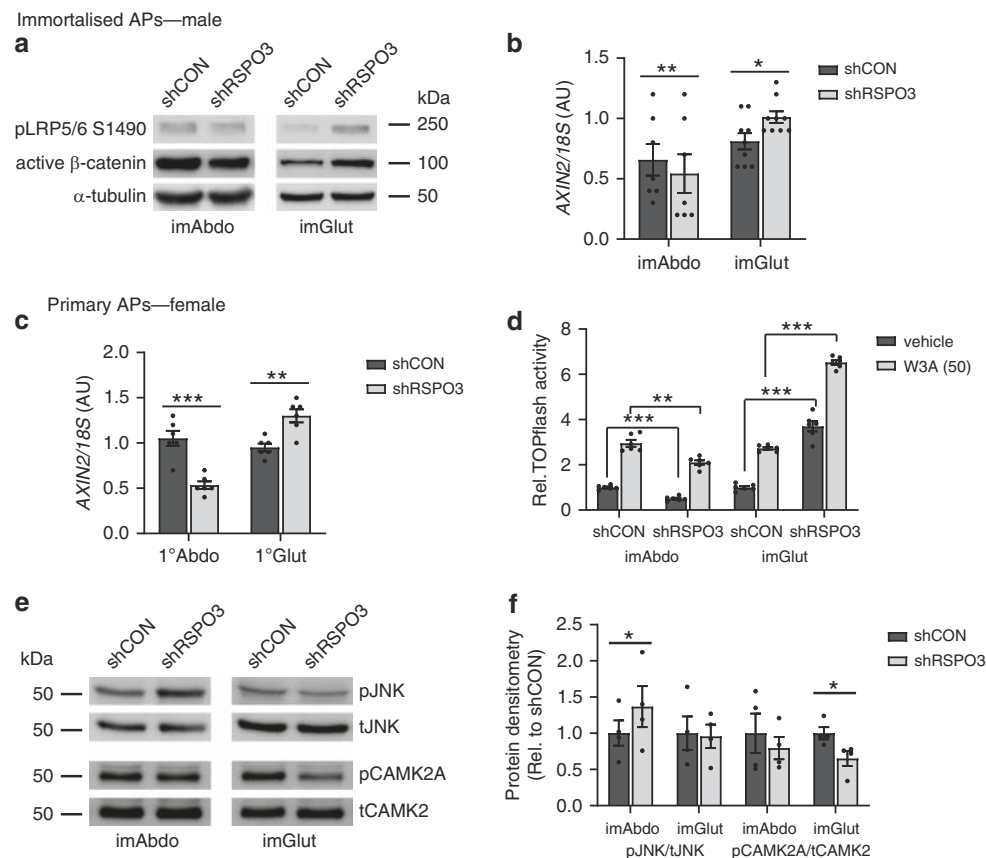 Immortalised APs—male
a
shCON shRSPO3 shCON shRSPO3
kDa
pLRP5/6 S1490
250
active β-catenin
100
α-tubulin
50
imAbdo imGlut
b
AXIN2/18S (AU)
1.5
1.0
0.5
0.0
** *
imAbdo imGlut
shCON
shRSPO3
Primary APs—female
c
AXIN2/18S (AU)
2.0
1.5
1.0
0.5
0.0
*** **
1°Abdo 1°Glut
shCON
shRSPO3
d
Rel.TOPflash activity
8
6
4
2
0
***
***
**
***
shCON shRSPO3 shCON shRSPO3
imAbdo imGlut
vehicle
W3A (50)
e
shCON shRSPO3 shCON shRSPO3
kDa
50 pJNK
50 tJNK
50 pCAMK2A
50 tCAMK2
imAbdo imGlut
f
Protein densitometry
(Rel. to shCON)
2.5
2.0
1.5
1.0
0.5
0.0
* *
imAbdo imGlut imAbdo imGlut
pJNK/tJNK pCAMK2A/tCAMK2
shCON
shRSPO3